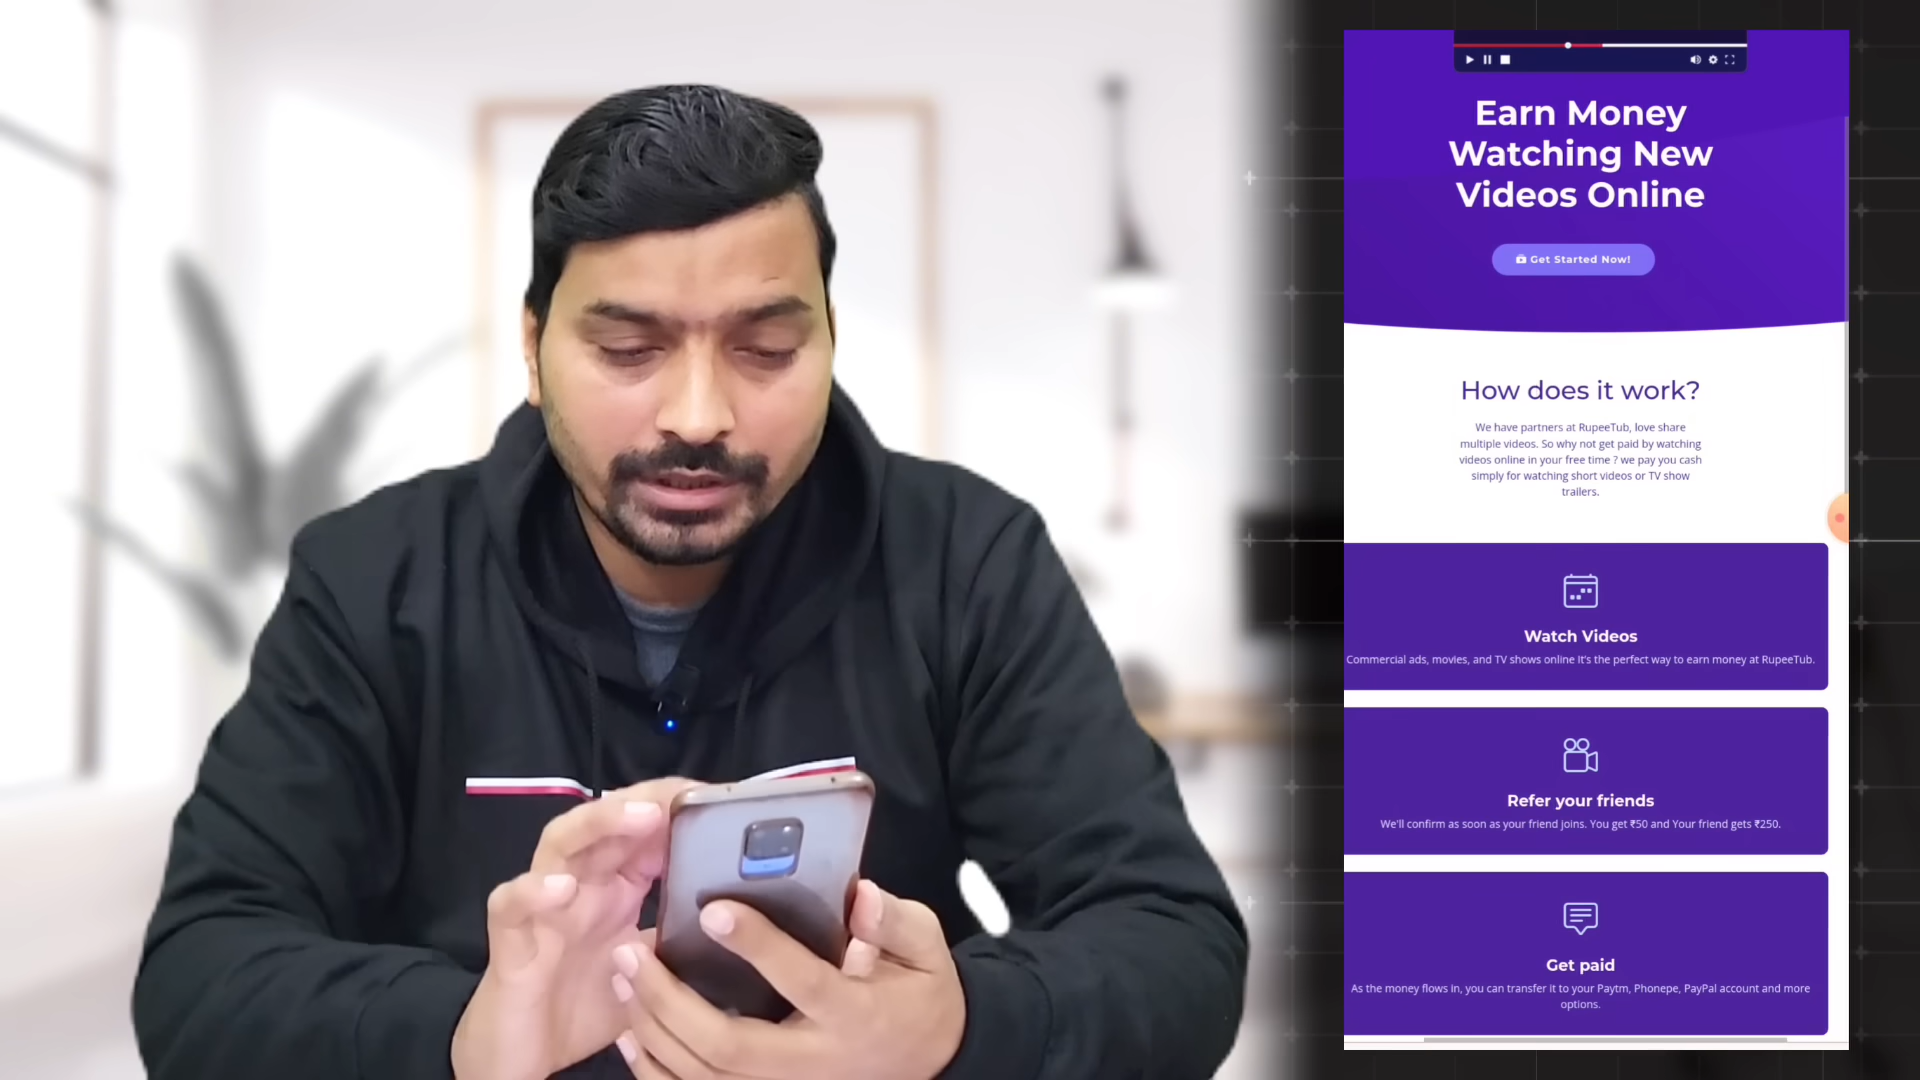 Earn Money
Watching New
Videos Online
Get Started Now!
How does it work?
We have partners at RupeeTub, love share
multiple videos. So why not get paid by watching
videos online in your free time ? we pay you cash
simply for watching short videos or TV show
trailers.
Watch Videos
Commercial ads, movies, and TV shows online It's the perfect way to earn money at RupeeTub.
Refer your friends
We'll confirm as soon as your friend joins. You get ₹50 and Your friend gets ₹250.
Get paid
As the money flows in, you can transfer it to your Paytm, Phonepe, PayPal account and more
options.